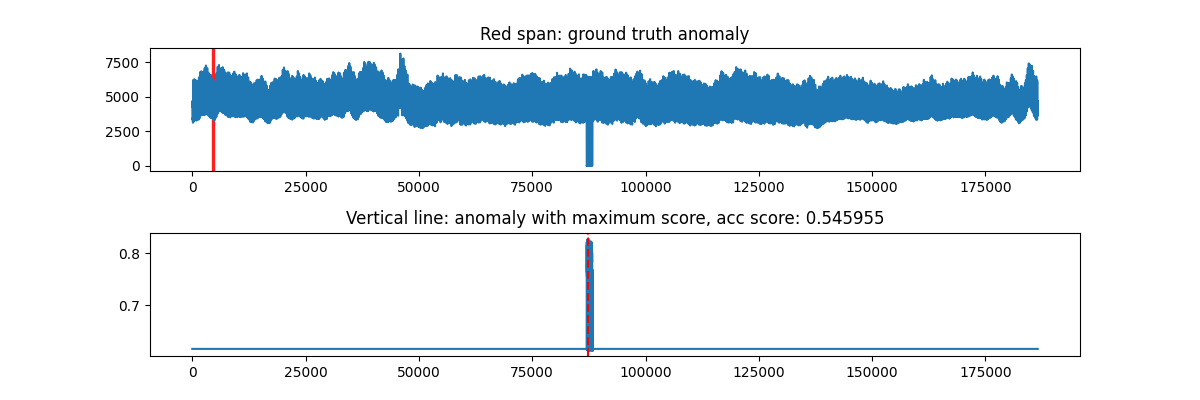 Red span: ground truth anomaly
7500
5000
2500
0
0 25000 50000 75000 100000 125000 150000 175000
Vertical line: anomaly with maximum score, acc score: 0.545955
0.8
0.7
0 25000 50000 75000 100000 125000 150000 175000